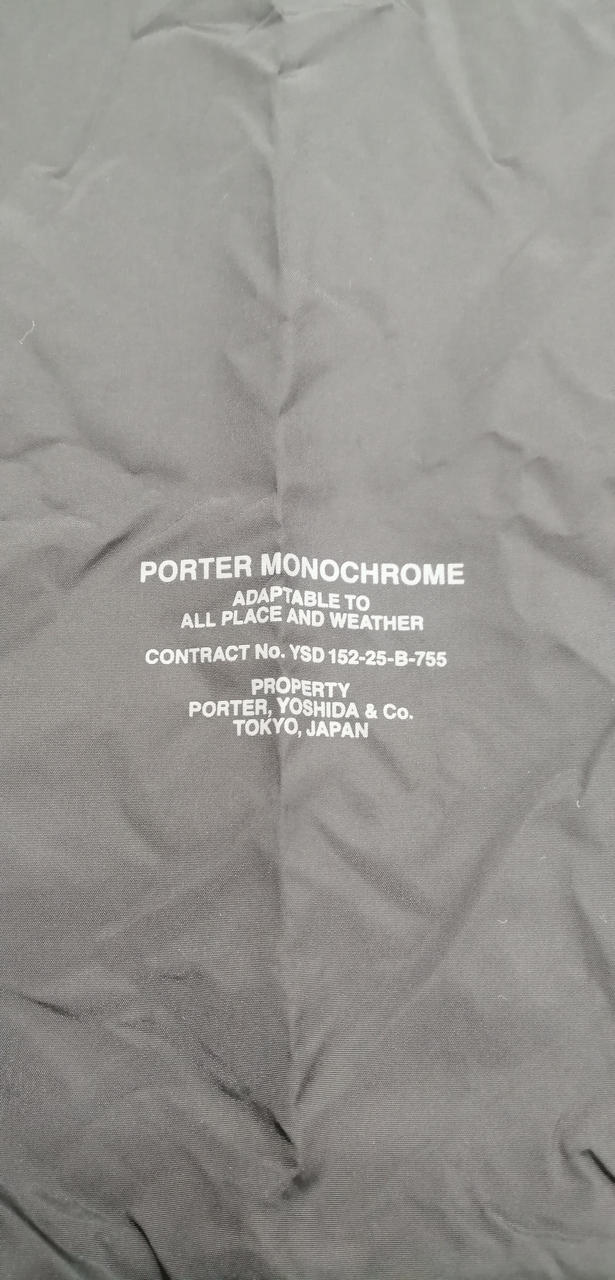 PORTER MONOCHROME
ADAPTABLE TO
ALL PLACE AND WEATHER
CONTRACT No. YSD 152-25-B-755
PROPERTY
PORTER, YOSHIDA & Co.
TOKYO, JAPAN